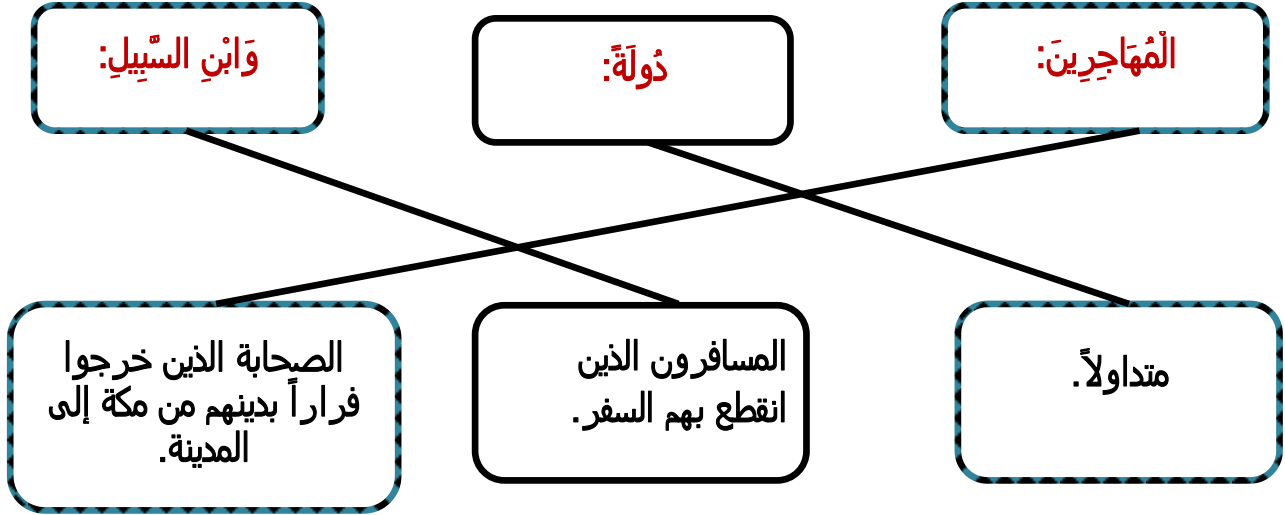 الْمُهَاجِرِينَ:
دُولَةً:
وَابْنِ السَّبِيلِ:
متداولاً.
المسافرون الذين
انقطع بهم السفر.
الصحابة الذين خرجوا
فراراً بدينهم من مكة إلى
المدينة.